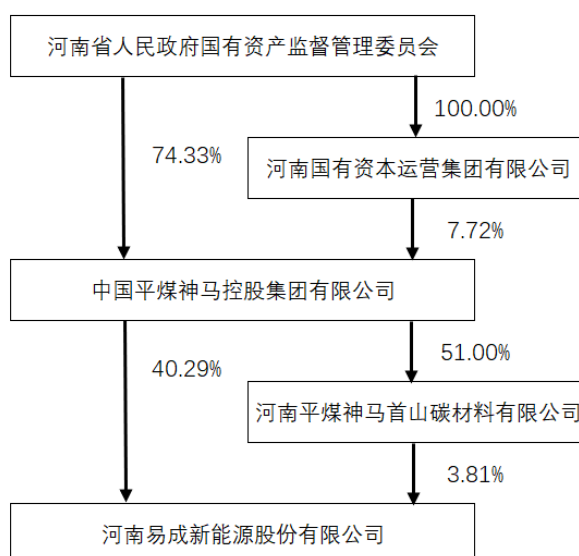 河南省人民政府国有资产监督管理委员会
100.00%
74.33%
河南国有资本运营集团有限公司
7.72%
中国平煤神马控股集团有限公司
51.00%
40.29%
河南平煤神马首山碳材料有限公司
3.81%
河南易成新能源股份有限公司